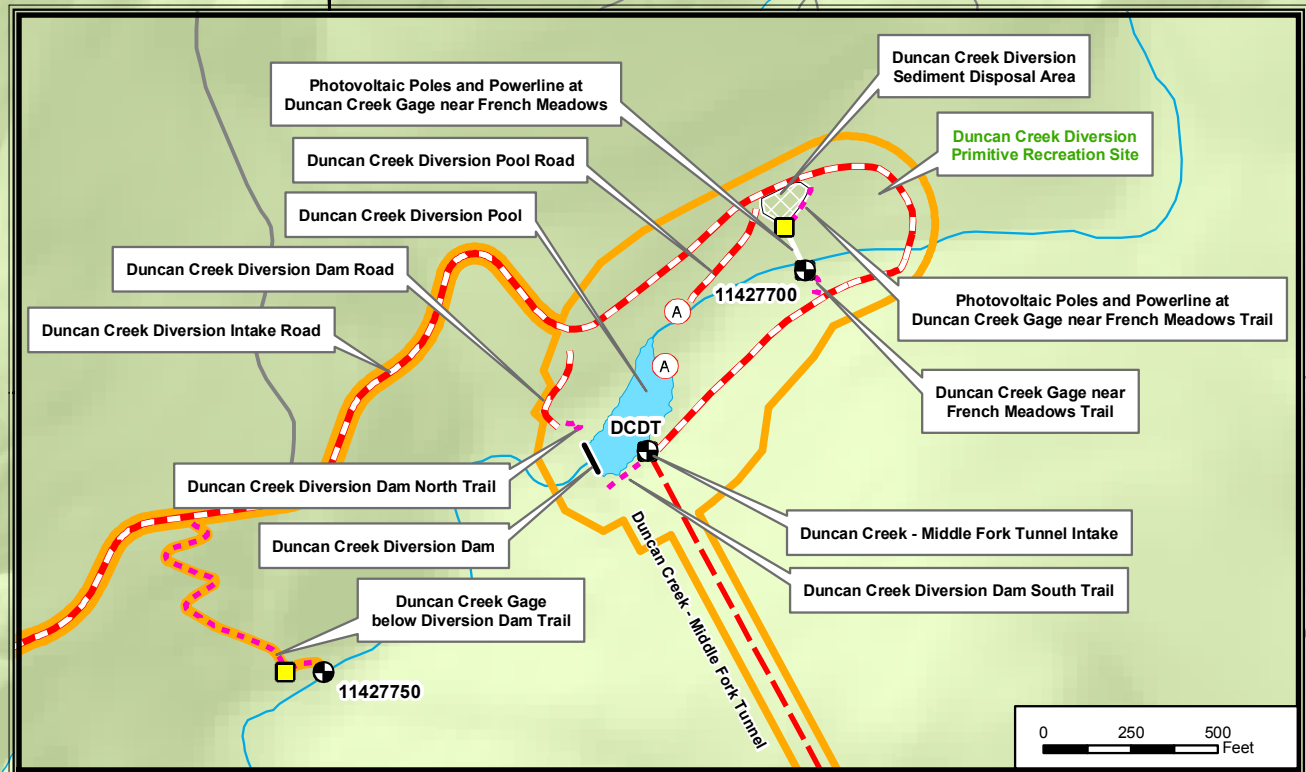 Duncan Creek Diversion
Sediment Disposal Area
Photovoltaic Poles and Powerline at
Duncan Creek Gage near French Meadows
Duncan Creek Diversion
Primitive Recreation Site
Duncan Creek Diversion Pool Road
Duncan Creek Diversion Pool
Duncan Creek Diversion Dam Road
Duncan Creek Diversion Intake Road
11427700
A
A
Photovoltaic Poles and Powerline at
Duncan Creek Gage near French Meadows Trail
Duncan Creek Gage near
French Meadows Trail
DCDT
Duncan Creek Diversion Dam North Trail
Duncan Creek Diversion Dam
Duncan Creek - Middle Fork Tunnel Intake
Duncan Creek Diversion Dam South Trail
Duncan Creek - Middle Fork Tunnel
Duncan Creek Gage
below Diversion Dam Trail
11427750
0 250 500
Feet